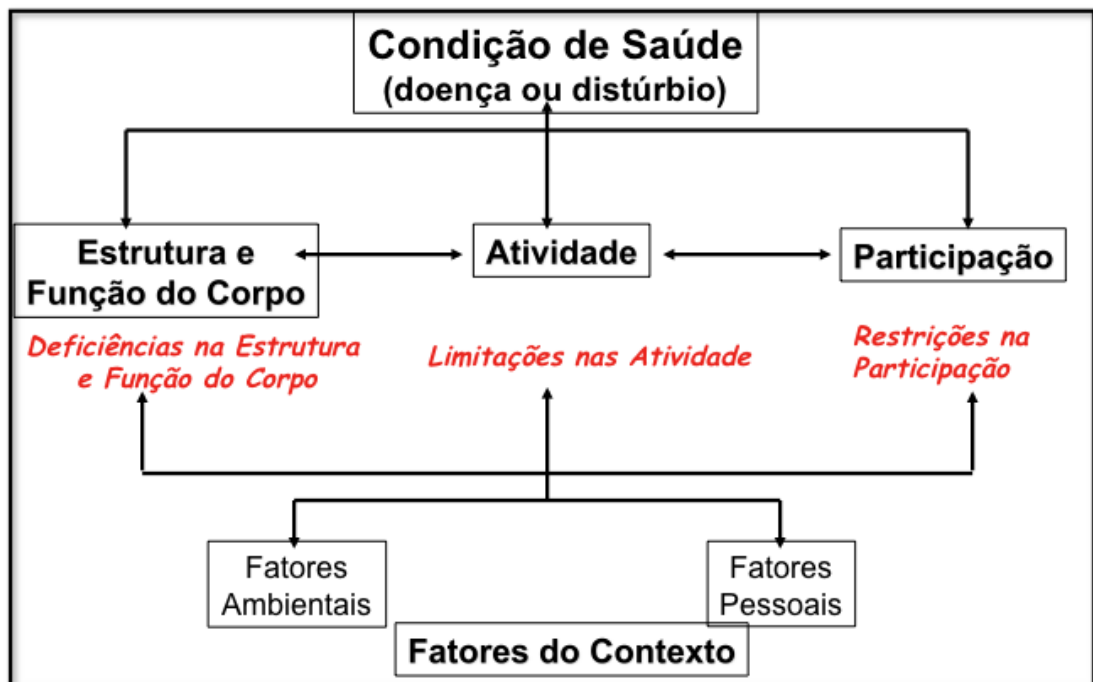 Condição de Saúde
(doença ou distúrbio)
Estrutura e
Função do Corpo
Atividade
Participação
Deficiências na Estrutura
e Função do Corpo
Limitações nas Atividade
Restrições na
Participação
Fatores
Ambientais
Fatores
Pessoais
Fatores do Contexto